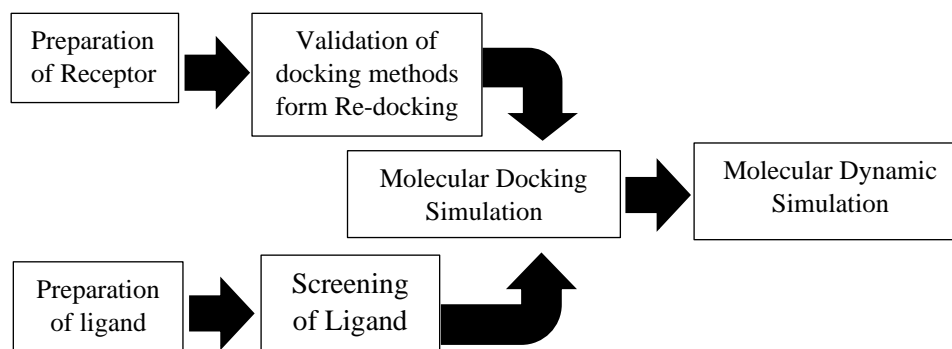 Preparation
of Receptor
Validation of
docking methods
form Re-docking
Molecular Docking
Simulation
Molecular Dynamic
Simulation
Preparation
of ligand
Screening
of Ligand